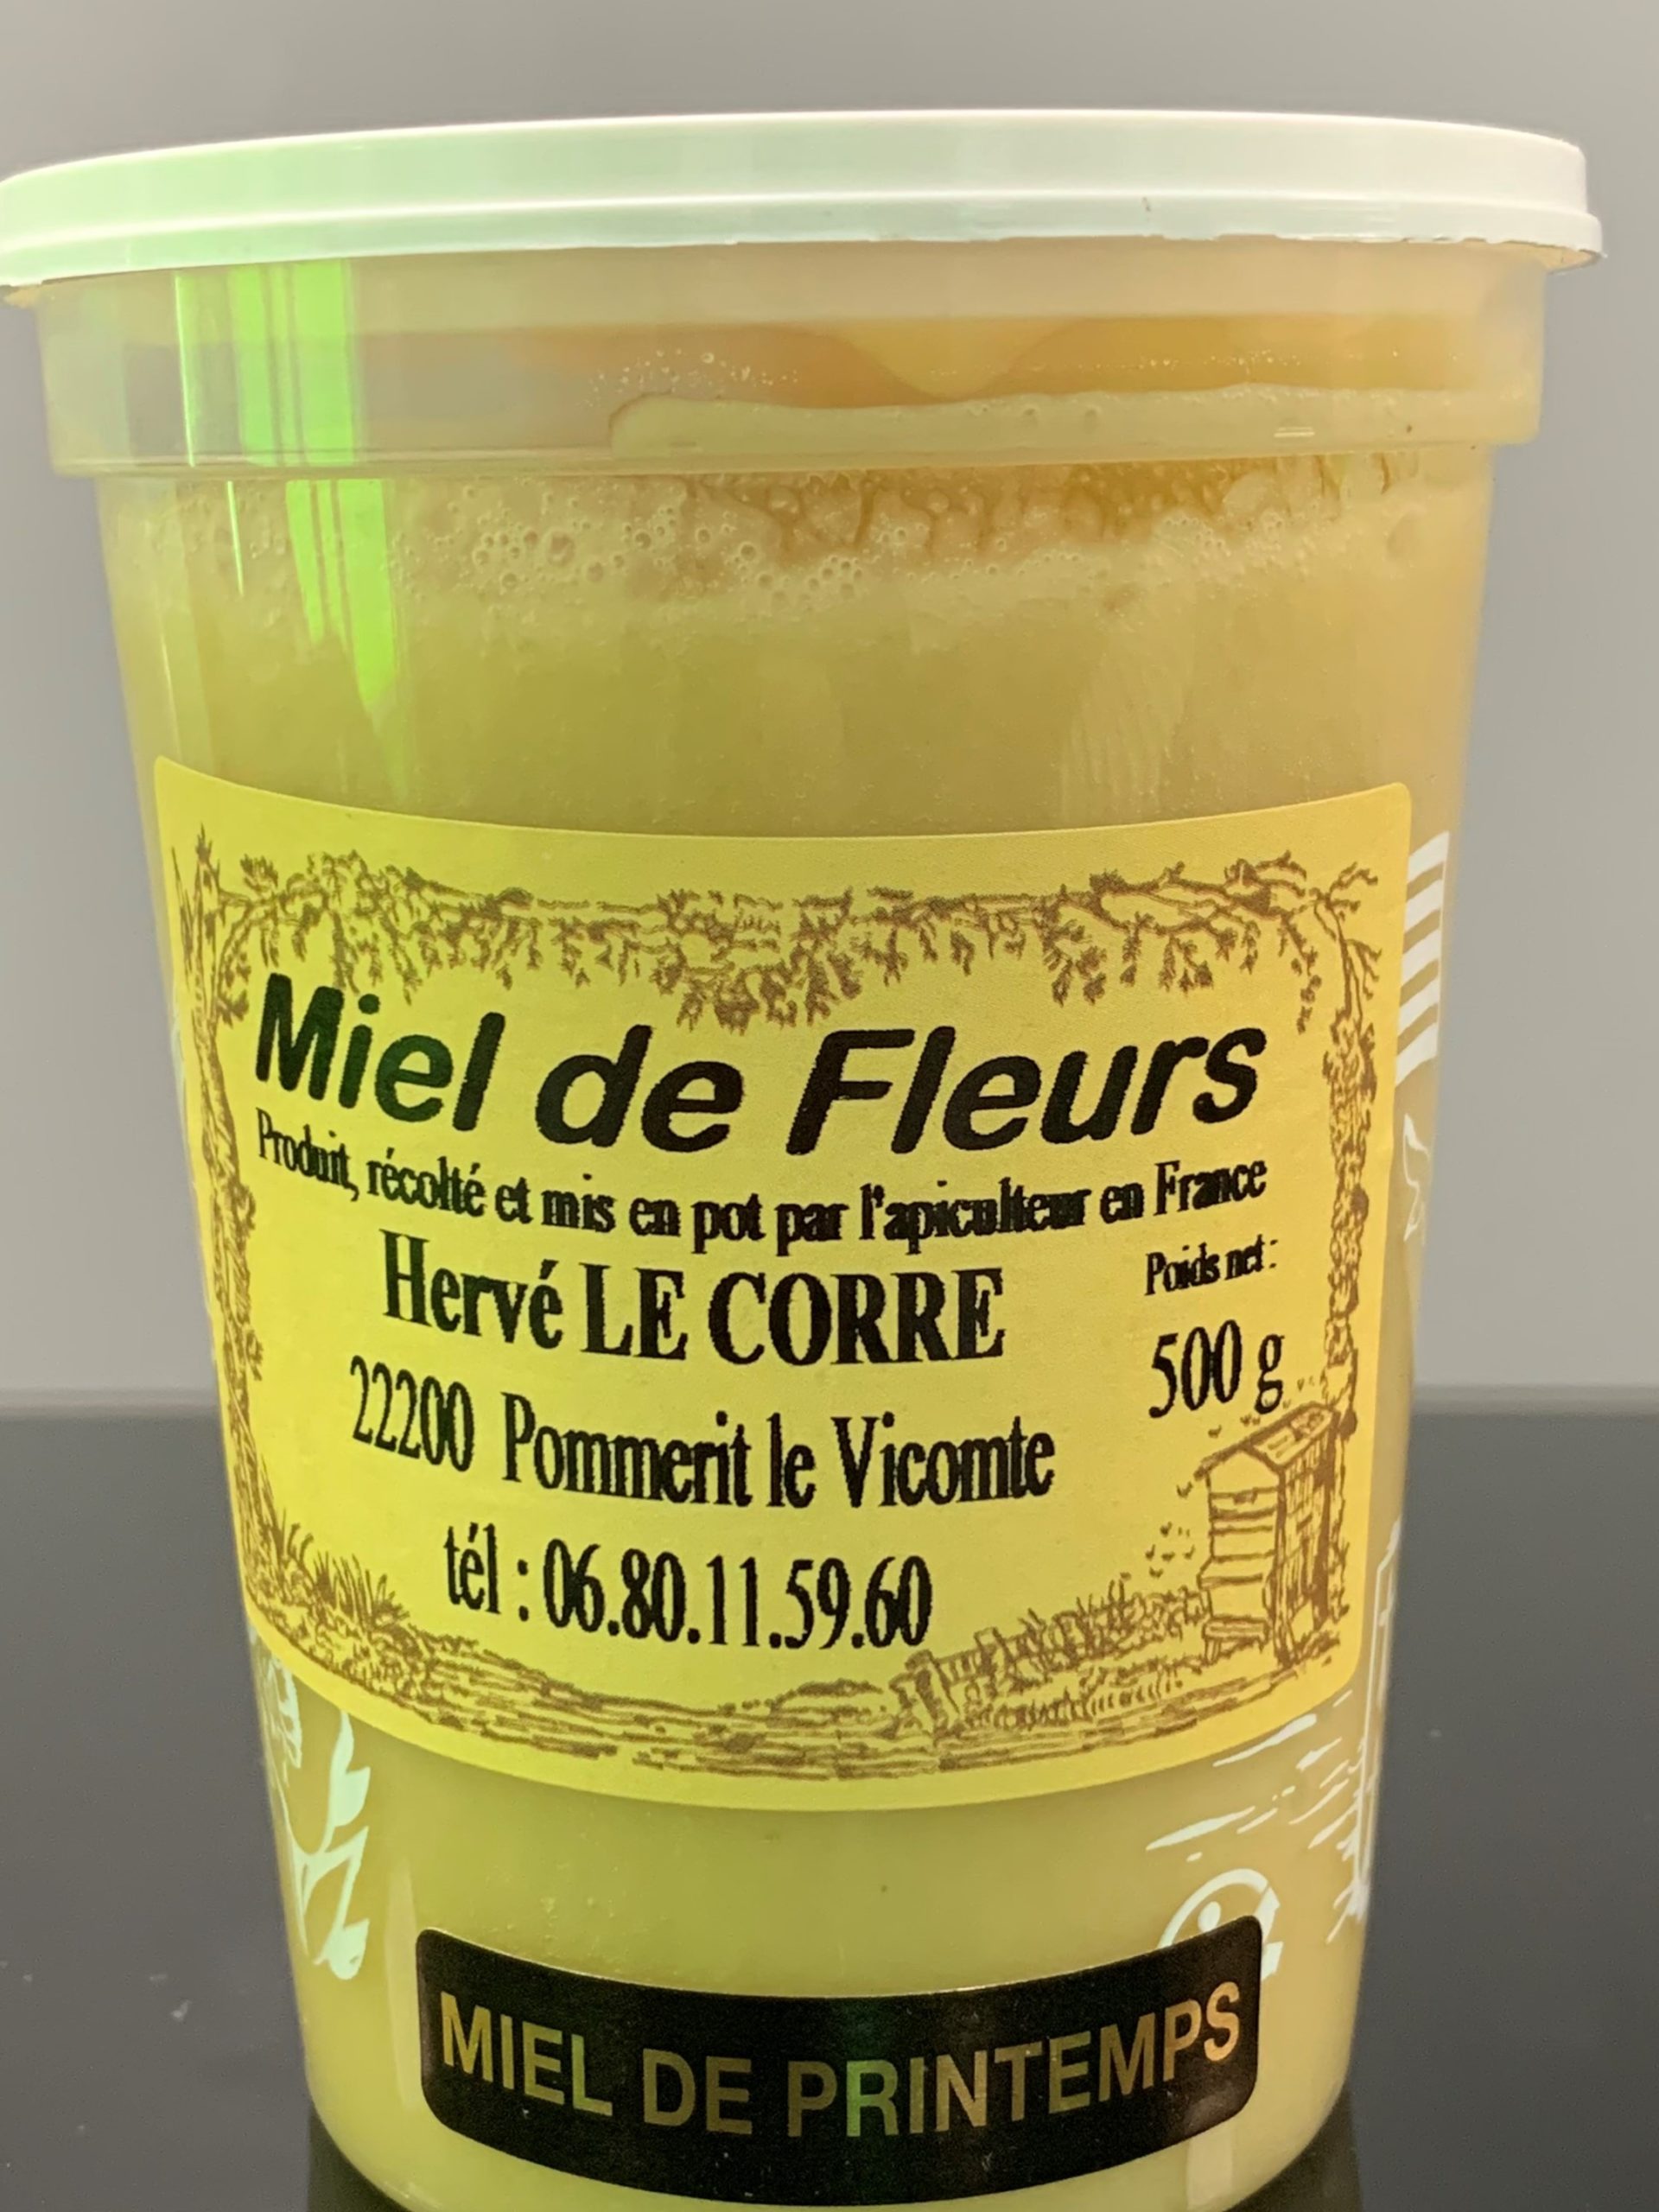 Miel de Fleurs
Produit, récolté et mis en pot par l'apiculteur en France
Hervé LE CORRE
Poids net :
500 g
22200 Pommerit le Vicomte
tél : 06.80.11.59.60
MIEL DE PRINTEMPS